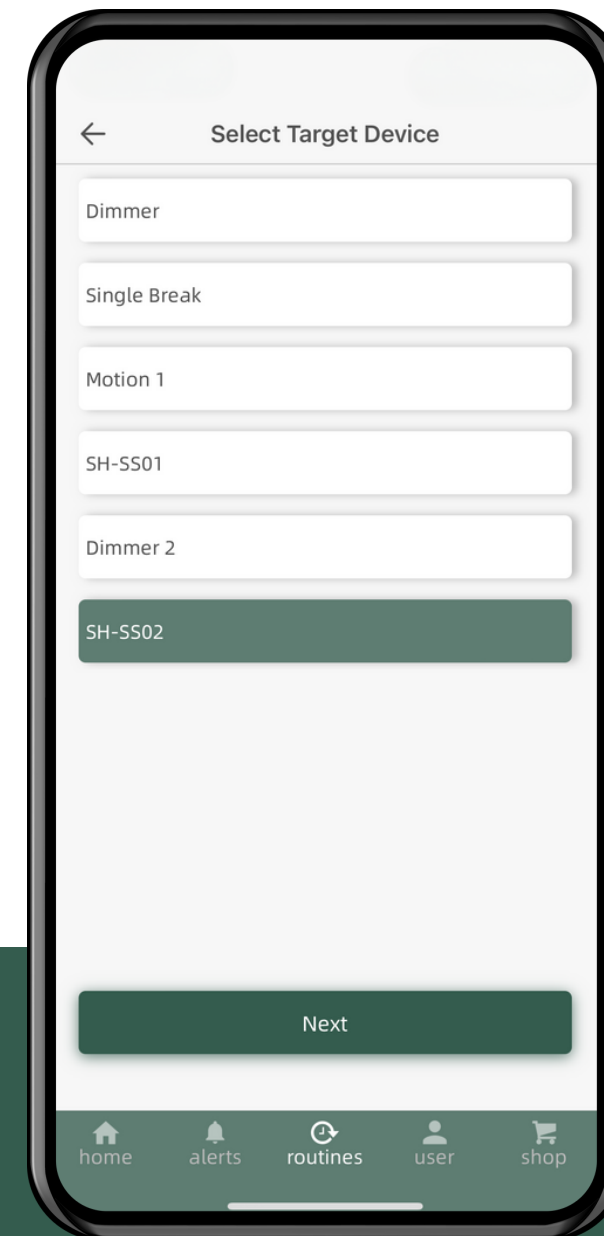 Select Target Device
Dimmer
Single Break
Motion 1
SH-SS01
Dimmer 2
SH-SS02
Next
home alerts routines user shop